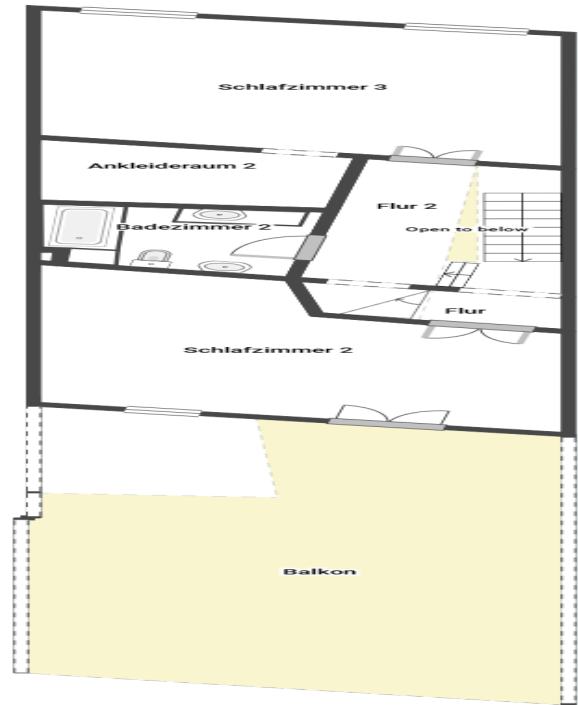 Schlafzimmer 3
Ankleideraum 2
Flur 2
Badezimmer 2
Open to below
Flur
Schlafzimmer 2
Balkon